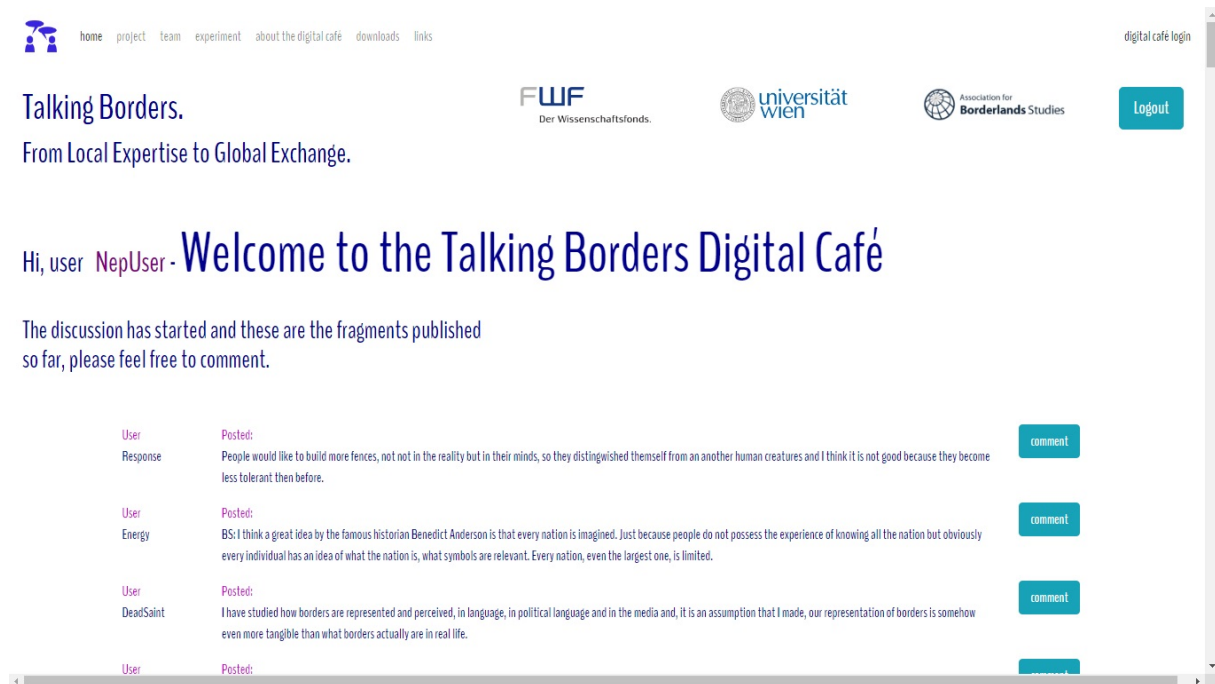 home project team experiment about the digital café downloads links digital café login
Talking Borders.
From Local Expertise to Global Exchange.
FWF
Der Wissenschaftsfonds.
universität
wien
Association for
Borderlands Studies
Logout
Hi, user NepUser - Welcome to the Talking Borders Digital Café
The discussion has started and these are the fragments published
so far, please feel free to comment.
User Posted: comment
Response People would like to build more fences, not not in the reality but in their minds, so they distingwished themself from an another human creatures and I think it is not good because they become
less tolerant then before.
User Posted: comment
Energy BS: I think a great idea by the famous historian Benedict Anderson is that every nation is imagined. Just because people do not possess the experience of knowing all the nation but obviously
every individual has an idea of what the nation is, what symbols are relevant. Every nation, even the largest one, is limited.
User Posted: comment
DeadSaint I have studied how borders are represented and perceived, in language, in political language and in the media and, it is an assumption that I made, our representation of borders is somehow
even more tangible than what borders actually are in real life.
User Posted: